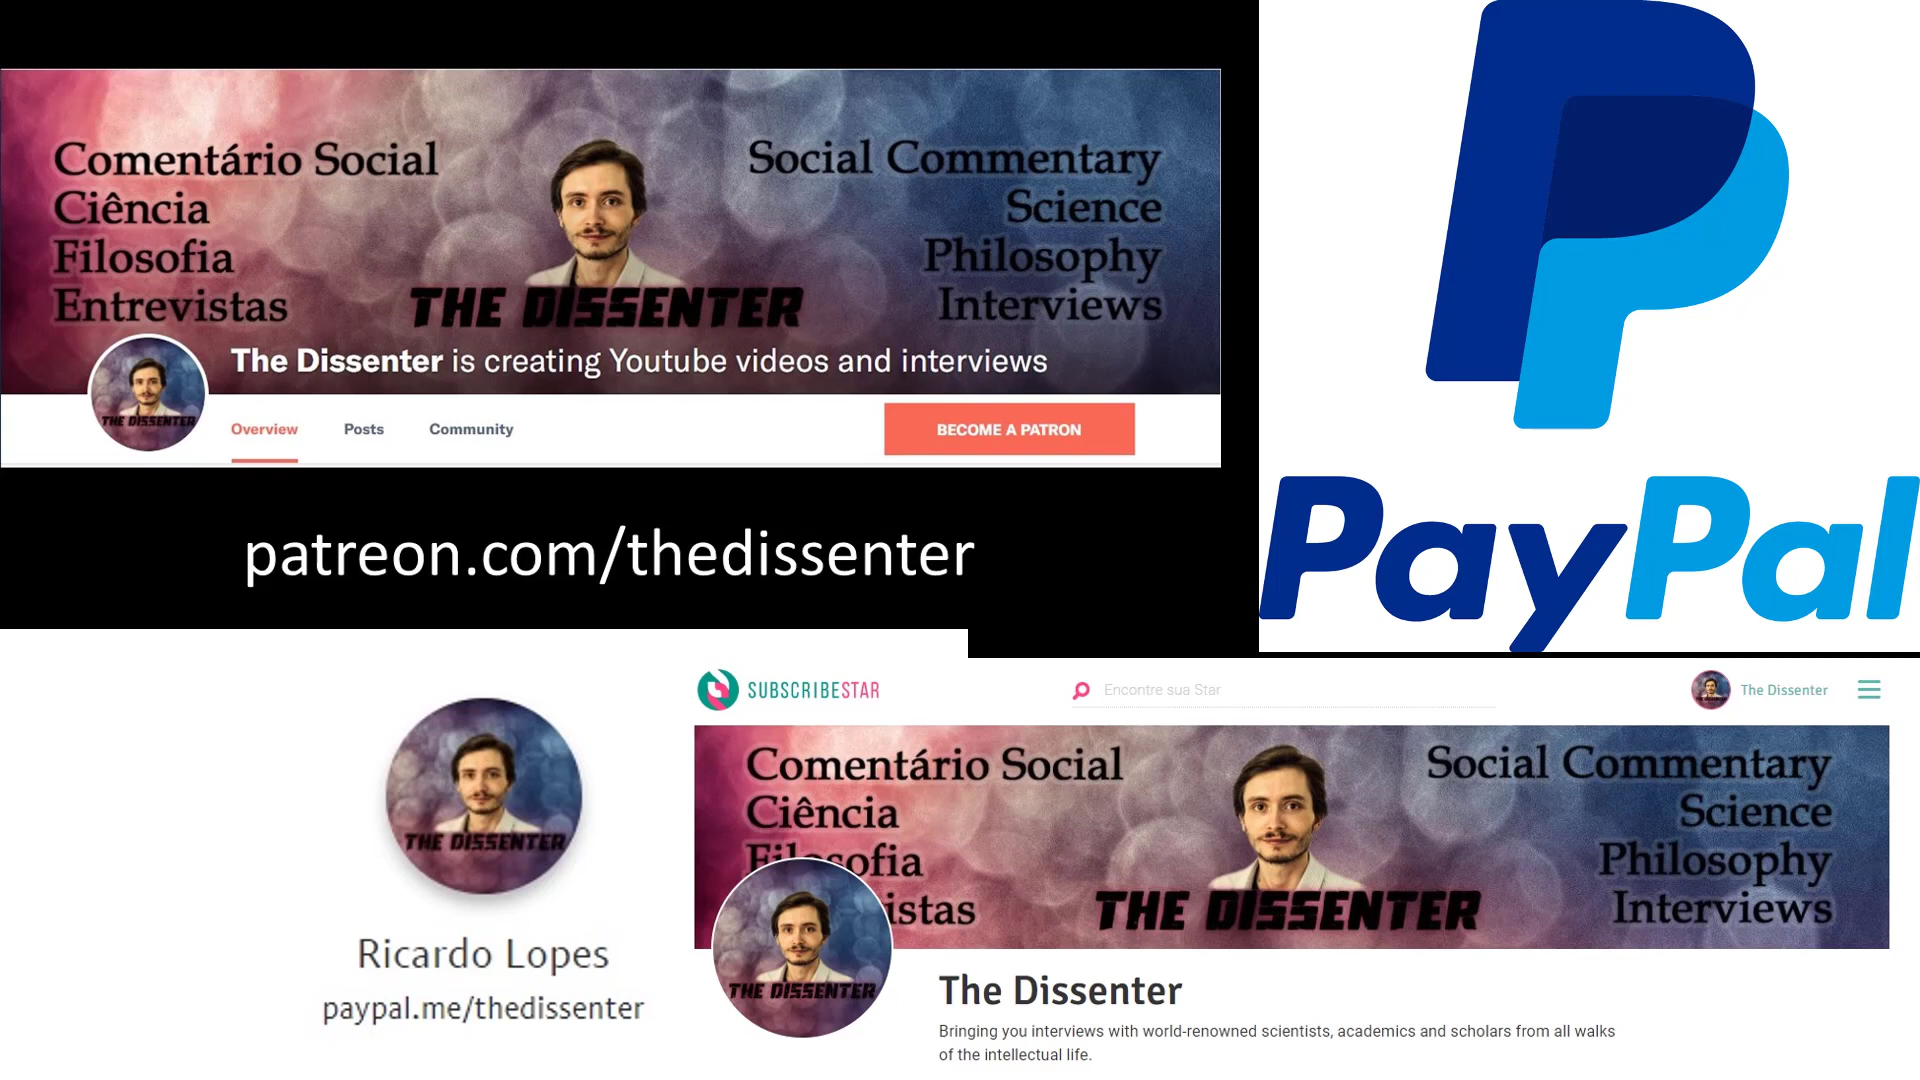 Comentário Social
Ciência
Filosofia
Entrevistas
Social Commentary
Science
Philosophy
Interviews
THE DISSENTER
The Dissenter is creating Youtube videos and interviews
THE DISSENTER
Overview Posts Community
BECOME A PATRON
patreon.com/thedissenter
PayPal
THE DISSENTER
Ricardo Lopes
paypal.me/thedissenter
SUBSCRIBESTAR
Encontre sua Star
The Dissenter
Comentário Social
Ciência
Filosofia
istas
Social Commentary
Science
Philosophy
Interviews
THE DISSENTER
THE DISSENTER
The Dissenter
Bringing you interviews with world-renowned scientists, academics and scholars from all walks
of the intellectual life.